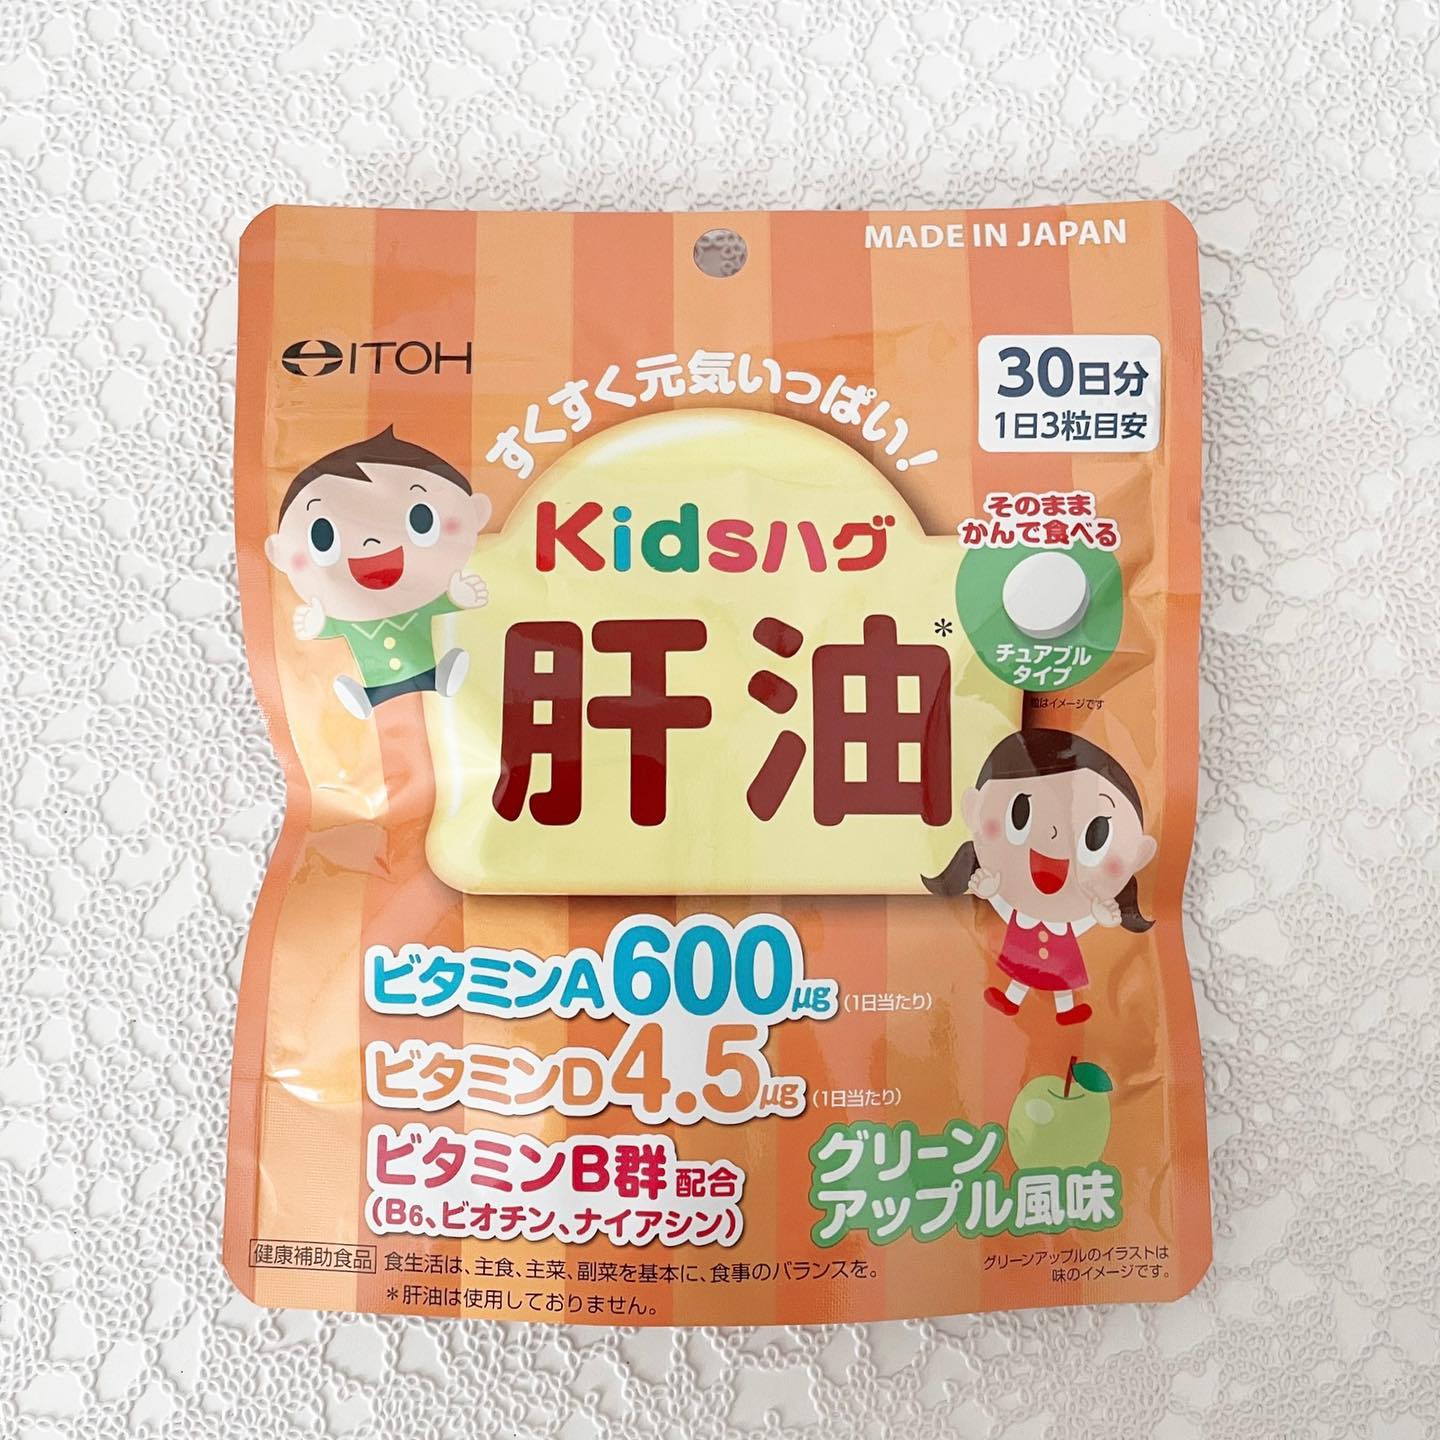 MADE IN JAPAN
ITOH
30日分
1日3粒目安
すくすく元気いっぱい!
Kidsハグ
肝油*
そのまま
かんで食べる
チュアブル
タイプ
粒はイメージです
ビタミンA600μg(1日当たり)
ビタミンD4.5μg(1日当たり)
ビタミンB群配合
(B6、ビオチン、ナイアシン)
グリーン
アップル風味
健康補助食品 食生活は、主食、主菜、副菜を基本に、食事のバランスを。
*肝油は使用しておりません。
グリーンアップルのイラストは
味のイメージです。